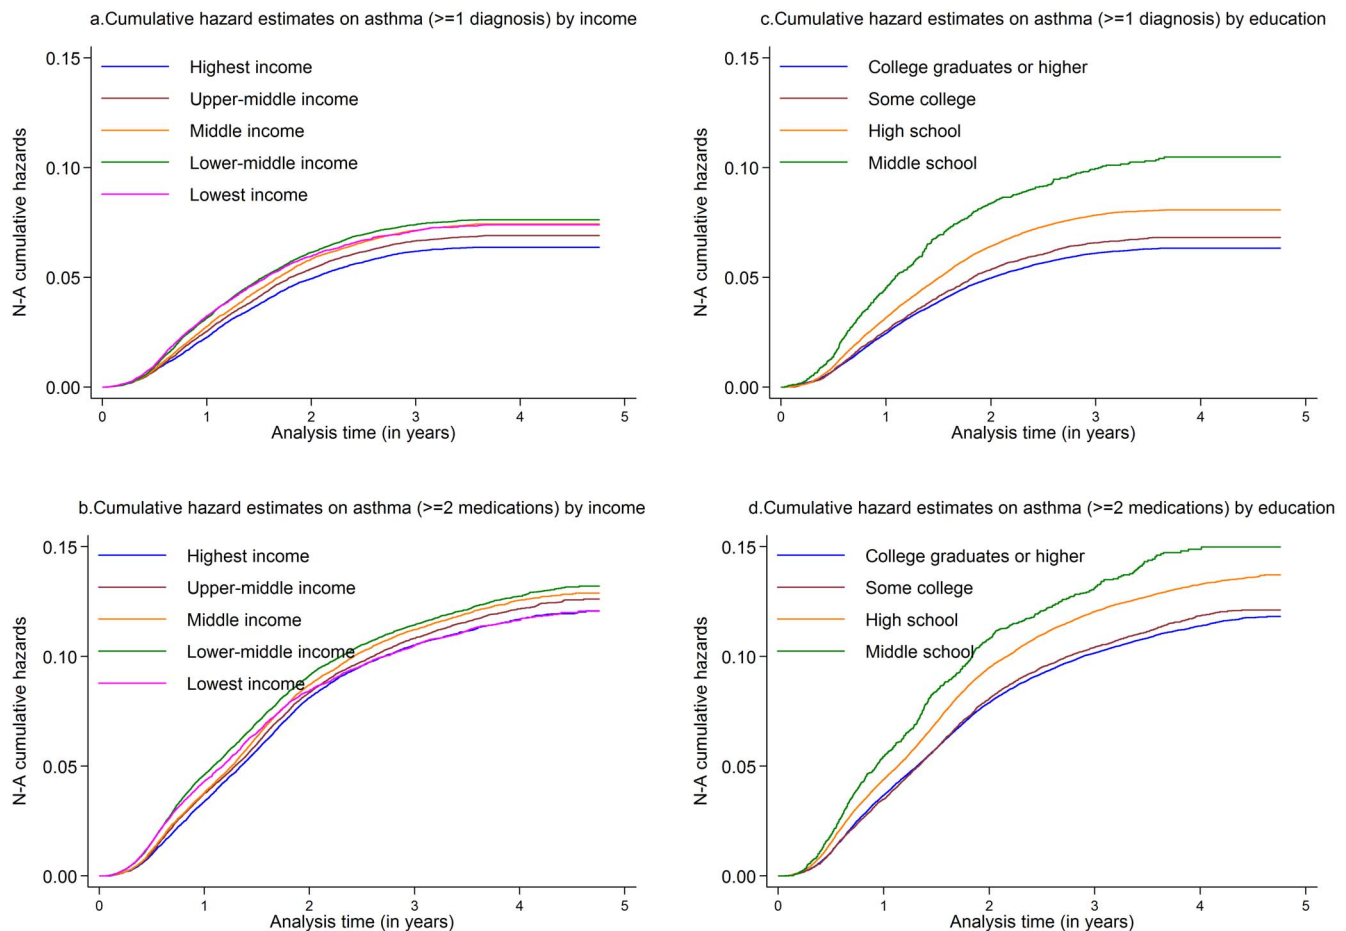 a.Cumulative hazard estimates on asthma (>=1 diagnosis) by income
0.15
0.10
0.05
0.00
N-A cumulative hazards
Highest income
Upper-middle income
Middle income
Lower-middle income
Lowest income
0 1 2 3 4 5
Analysis time (in years)
c.Cumulative hazard estimates on asthma (>=1 diagnosis) by education
0.15
0.10
0.05
0.00
N-A cumulative hazards
College graduates or higher
Some college
High school
Middle school
0 1 2 3 4 5
Analysis time (in years)
b.Cumulative hazard estimates on asthma (>=2 medications) by income
0.15
0.10
0.05
0.00
N-A cumulative hazards
Highest income
Upper-middle income
Middle income
Lower-middle income
Lowest income
0 1 2 3 4 5
Analysis time (in years)
d.Cumulative hazard estimates on asthma (>=2 medications) by education
0.15
0.10
0.05
0.00
N-A cumulative hazards
College graduates or higher
Some college
High school
Middle school
0 1 2 3 4 5
Analysis time (in years)